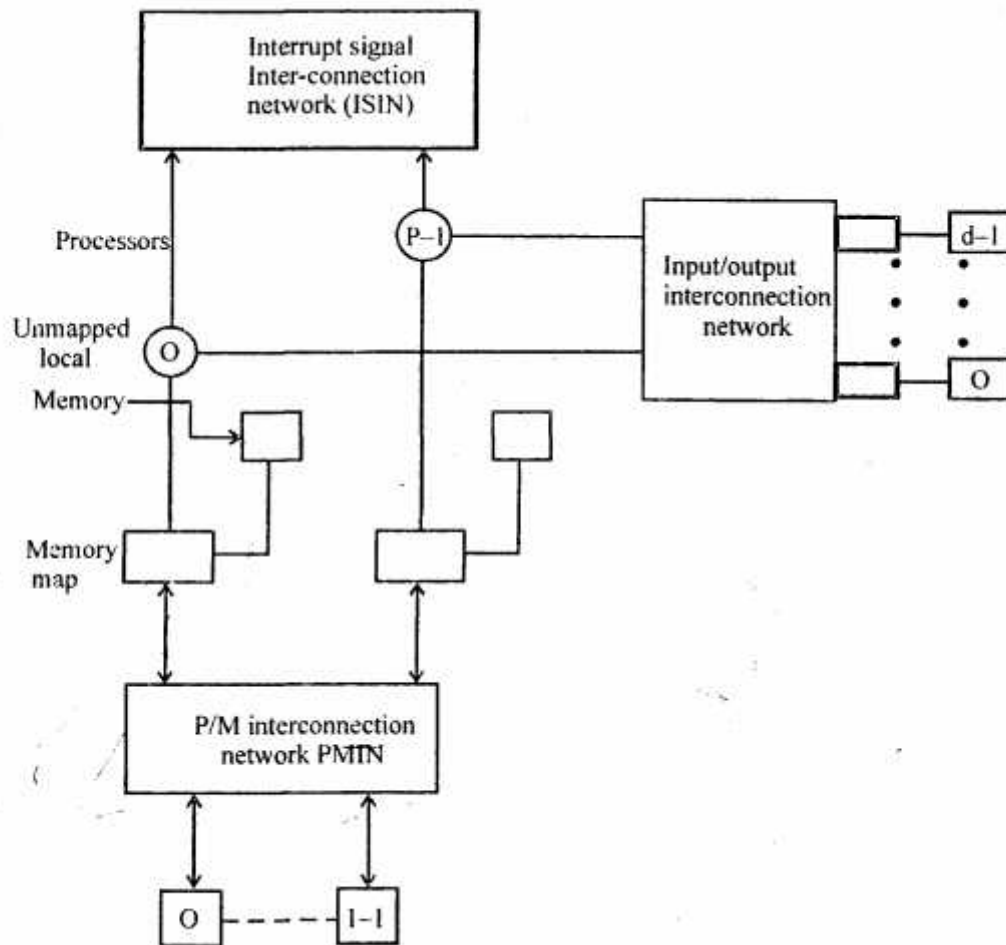 Interrupt signal
Inter-connection
network (ISIN)
Processors
P–1
d–1
Input/output
interconnection
network
Unmapped
local
O
O
Memory
Memory
map
P/M interconnection
network PMIN
O
1–1